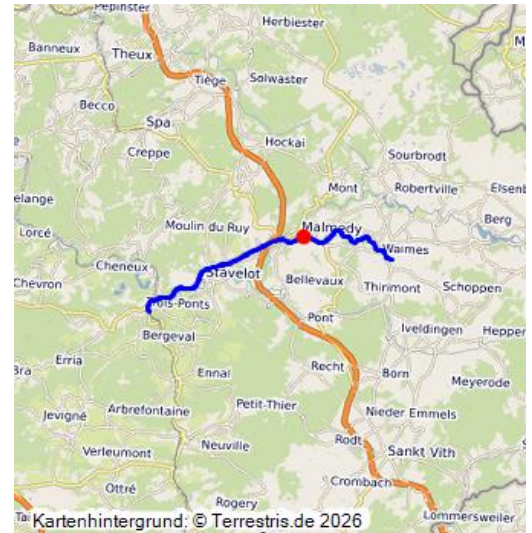 Pepinster
Herbiester
Banneux
Theux
Tiège
Solwaster
Becco
Spa
Hockai
Creppe
Sourbrodt
Mont
Robertville
Elsenb
elange
Lorcé
Moulin du Ruy
Malmedy
Berg
Waimes
Cheneux
Stavelot
Chevron
Bellevaux
Thirimont
Schoppen
Trois-Ponts
Pont
Bergeval
Iveldingen
Hepper
Erria
Bra
Ennal
Recht
Born
Meyerode
Petit-Thier
Arbrefontaine
Nieder Emmels
Jevigné
Neuville
Rodt
Sankt Vith
Verleumont
Crombach
Ottré
Rogery
Lommersweiler
Kartenhintergrund: © Terrestris.de 2026